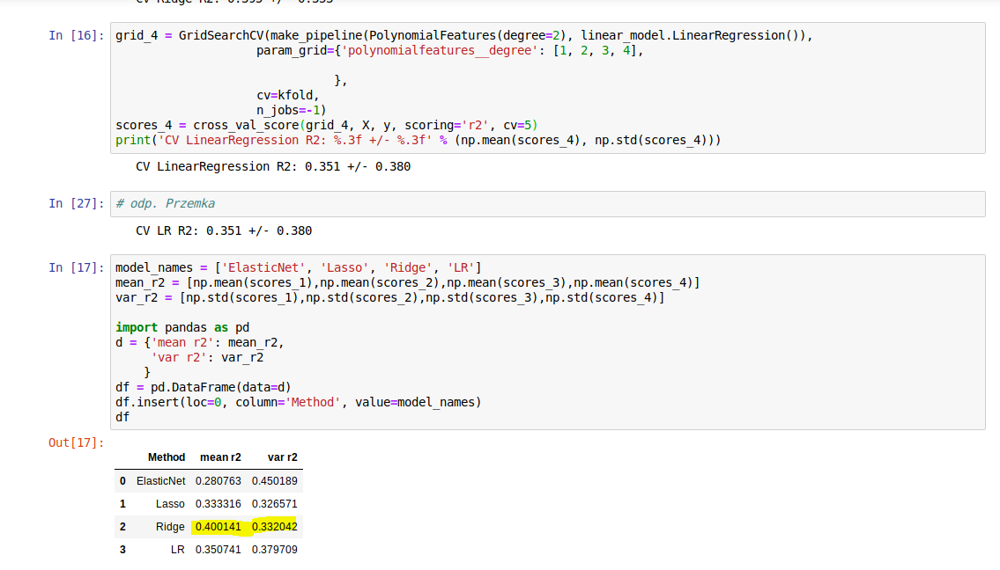 CV Ridge R2: 0.395 +/- 0.335
In [16]: grid_4 = GridSearchCV(make_pipeline(PolynomialFeatures(degree=2), linear_model.LinearRegression()),
param_grid={'polynomialfeatures__degree': [1, 2, 3, 4],
},
cv=kfold,
n_jobs=-1)
scores_4 = cross_val_score(grid_4, X, y, scoring='r2', cv=5)
print('CV LinearRegression R2: %.3f +/- %.3f' % (np.mean(scores_4), np.std(scores_4)))
CV LinearRegression R2: 0.351 +/- 0.380
In [27]: # odp. Przemka
CV LR R2: 0.351 +/- 0.380
In [17]: model_names = ['ElasticNet', 'Lasso', 'Ridge', 'LR']
mean_r2 = [np.mean(scores_1),np.mean(scores_2),np.mean(scores_3),np.mean(scores_4)]
var_r2 = [np.std(scores_1),np.std(scores_2),np.std(scores_3),np.std(scores_4)]
import pandas as pd
d = {'mean r2': mean_r2,
'var r2': var_r2
}
df = pd.DataFrame(data=d)
df.insert(loc=0, column='Method', value=model_names)
df
Out[17]:
Method mean r2 var r2
0 ElasticNet 0.280763 0.450189
1 Lasso 0.333316 0.326571
2 Ridge 0.400141 0.332042
3 LR 0.350741 0.379709